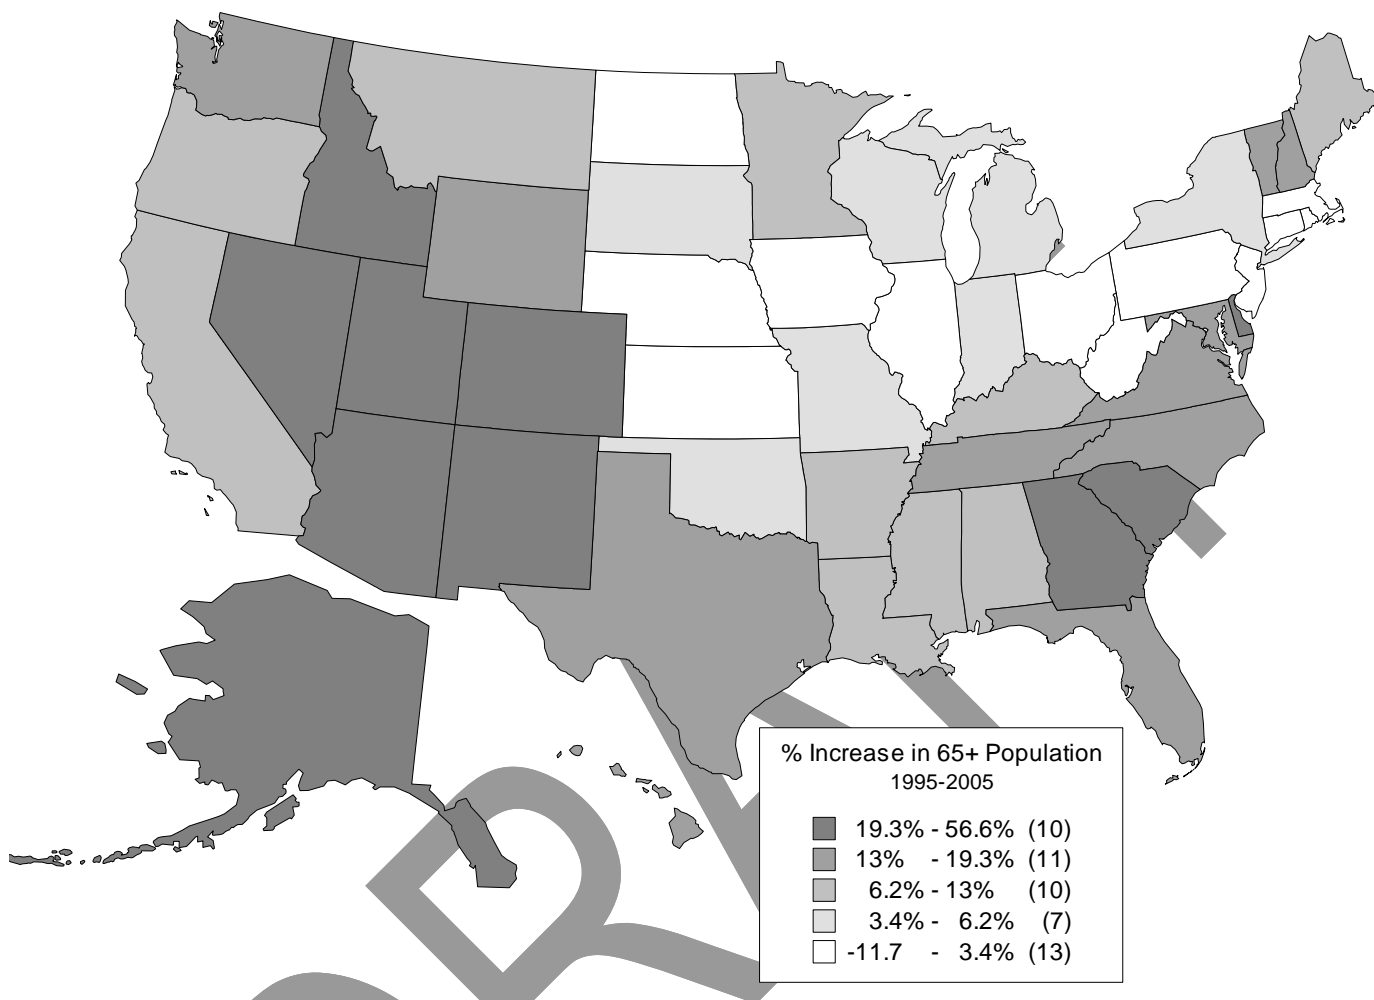 % Increase in 65+ Population
1995-2005
19.3% - 56.6% (10)
13% - 19.3% (11)
6.2% - 13% (10)
3.4% - 6.2% (7)
-11.7 - 3.4% (13)